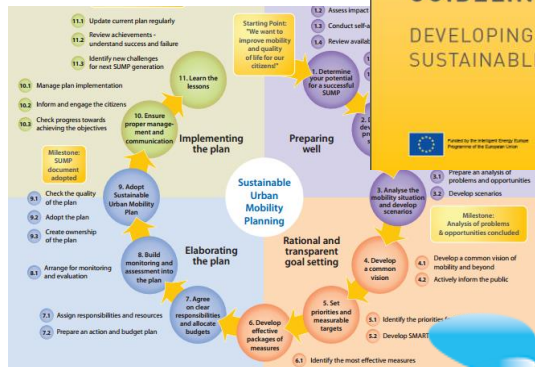 11.1 Update current plan regularly
11.2 Review achievements -
understand success and failure
11.3 Identify new challenges
for next SUMP generation
Starting Point:
"We want to
improve mobility
and quality
of life for our
citizens"
1.2 Assess impact
1.3 Conduct
1.4 Review
DEVELOPING
SUSTAINABLE
Funded by the Intelligent Energy Europe
Programme of the European Union
11. Learn the
lessons
1. Determine
your potential
for a successful
SUMP
10.1 Manage plan implementation
10.2 Inform and engage the citizens
10.3 Check progress towards
achieving the objectives
10. Ensure
proper manage-
ment and
communication
Implementing
the plan
Preparing
well
Milestone:
SUMP
document
adopted
9. Adopt
Sustainable
Urban Mobility
Plan
9.1 Check the quality
of the plan
9.2 Adopt the plan
9.3 Create ownership
of the plan
Sustainable
Urban
Mobility
Planning
3. Analyse the
mobility situation
and develop
scenarios
3.1 Prepare an analysis of
problems and opportunities
3.2 Develop scenarios
Milestone:
Analysis of problems
& opportunities concluded
Elaborating
the plan
Rational and
transparent
goal setting
8. Build
monitoring and
assessment into
the plan
8.1 Arrange for monitoring
and evaluation
4. Develop
a common
vision
4.1 Develop a common vision of
mobility and beyond
4.2 Actively inform the public
7. Agree
on clear
responsibilities
and allocate
budgets
7.1 Assign responsibilities and resources
7.2 Prepare an action and budget plan
5. Set
priorities and
measurable
targets
5.1 Identify the priorities
5.2 Develop SMART
6. Develop
effective
packages of
measures
6.1 Identify the most effective measures